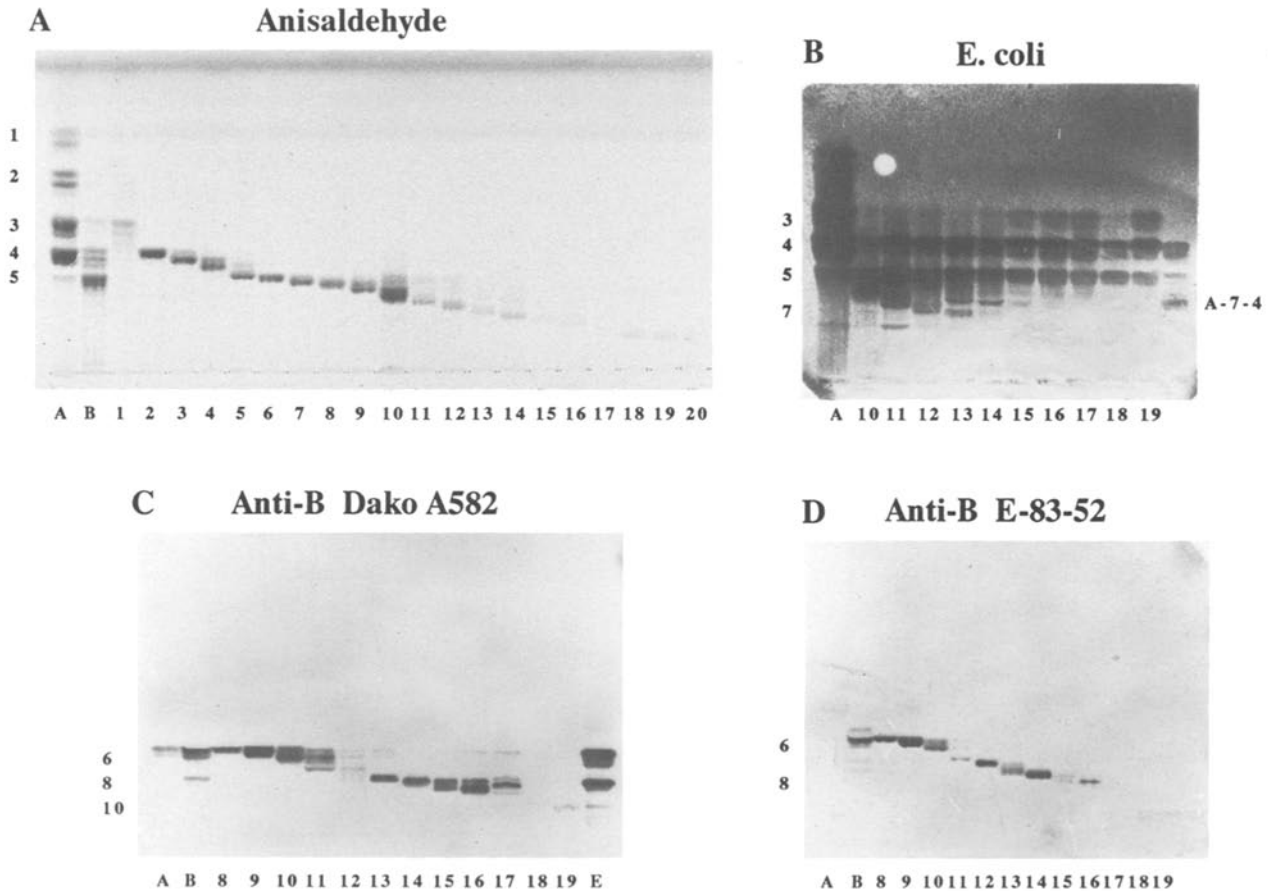 A
Anisaldehyde
1
2
3
4
5
A B 1 2 3 4 5 6 7 8 9 10 11 12 13 14 15 16 17 18 19 20
B
E. coli
3
4
5
7
A-7-4
A 10 11 12 13 14 15 16 17 18 19
C
Anti-B Dako A582
6
8
10
A B 8 9 10 11 12 13 14 15 16 17 18 19 E
D
Anti-B E-83-52
6
8
A B 8 9 10 11 12 13 14 15 16 17 18 19